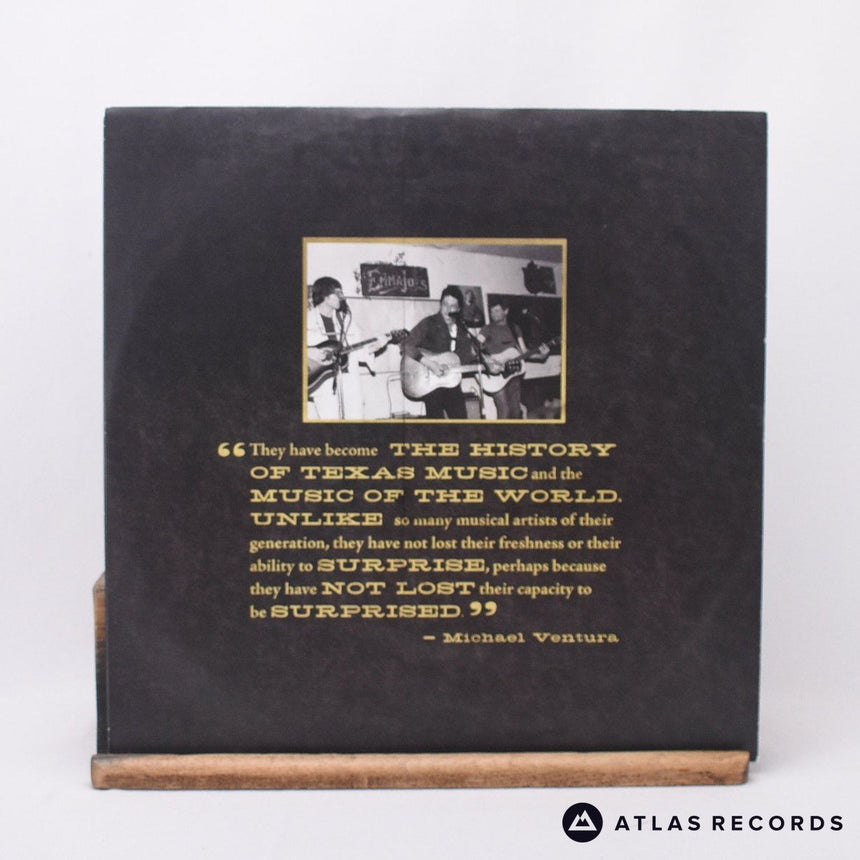 EMMAJOE'S
“They have become THE HISTORY
OF TEXAS MUSIC and the
MUSIC OF THE WORLD.
UNLIKE so many musical artists of their
generation, they have not lost their freshness or their
ability to SURPRISE, perhaps because
they have NOT LOST their capacity to
be SURPRISED.”
– Michael Ventura
ATLAS RECORDS